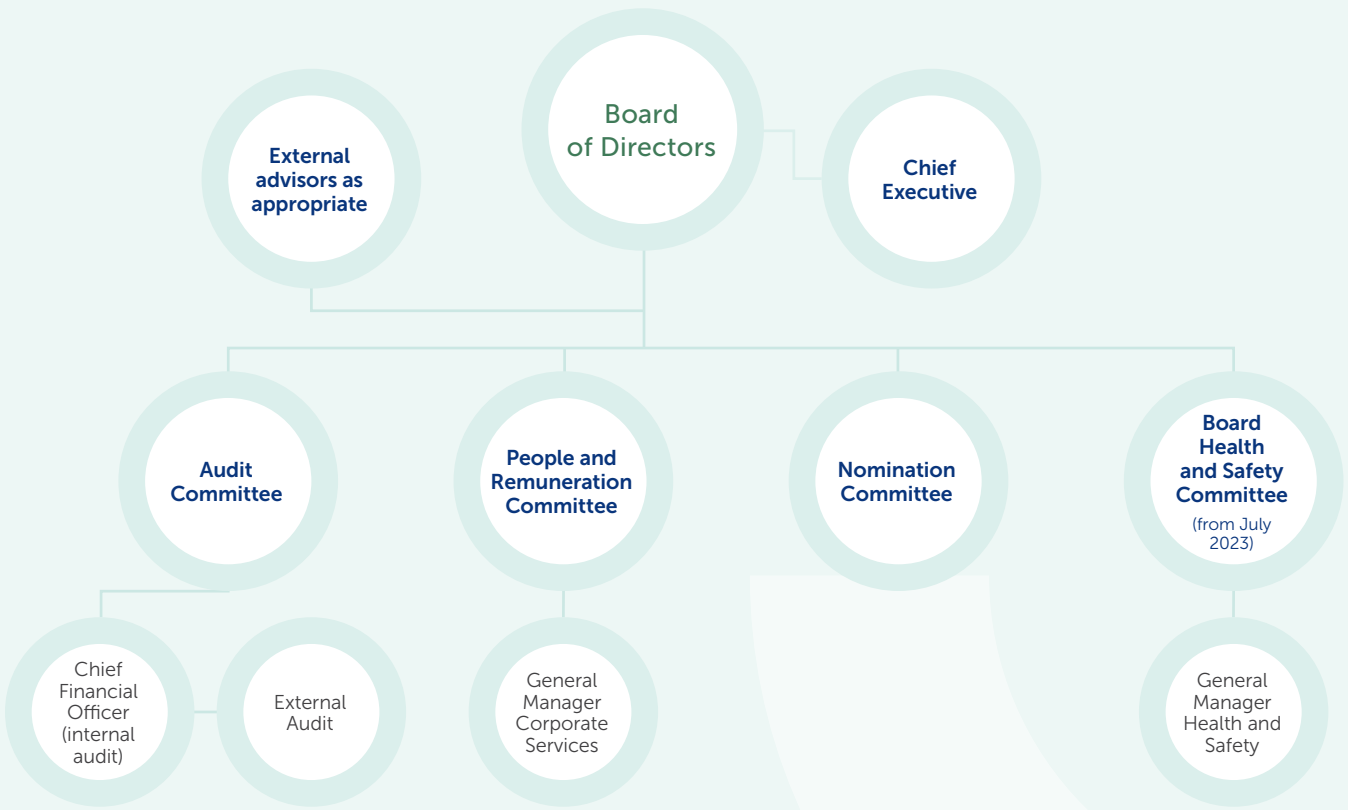 Board
of Directors
External
advisors as
appropriate
Chief
Executive
Audit
Committee
People and
Remuneration
Committee
Nomination
Committee
Board
Health
and Safety
Committee
(from July
2023)
Chief
Financial
Officer
(internal
audit)
External
Audit
General
Manager
Corporate
Services
General
Manager
Health and
Safety